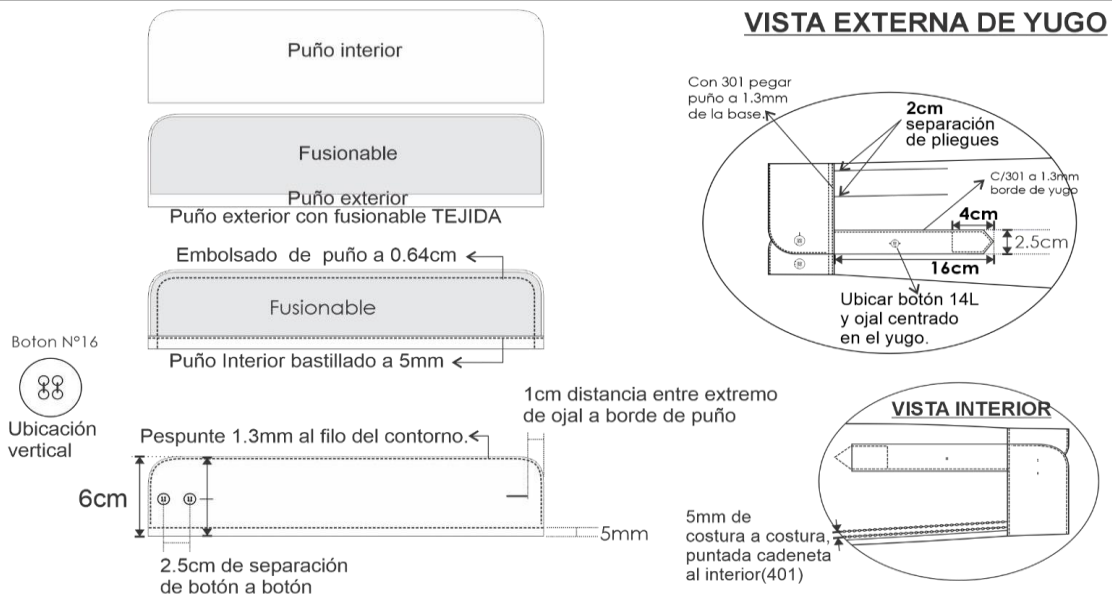 VISTA EXTERNA DE YUGO
Puño interior
Fusionable
Puño exterior
Puño exterior con fusionable TEJIDA
Embolsado de puño a 0.64cm
Fusionable
Puño Interior bastillado a 5mm
Boton Nº16
Ubicación
vertical
1cm distancia entre extremo
de ojal a borde de puño
Pespunte 1.3mm al filo del contorno.
6cm
5mm
2.5cm de separación
de botón a botón
Con 301 pegar
puño a 1.3mm
de la base.
2cm
separación
de pliegues
C/301 a 1.3mm
borde de yugo
4cm
2.5cm
16cm
Ubicar botón 14L
y ojal centrado
en el yugo.
VISTA INTERIOR
5mm de
costura a costura,
puntada cadeneta
al interior(401)